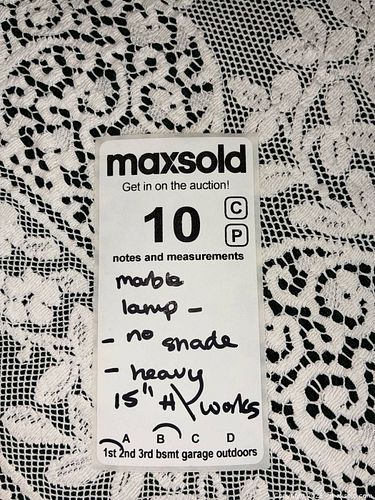 maxsold
Get in on the auction!
10 C
P
notes and measurements
marble
lamp -
- no shade
- heavy
15" H works
A B C D
1st 2nd 3rd bsmt garage outdoors